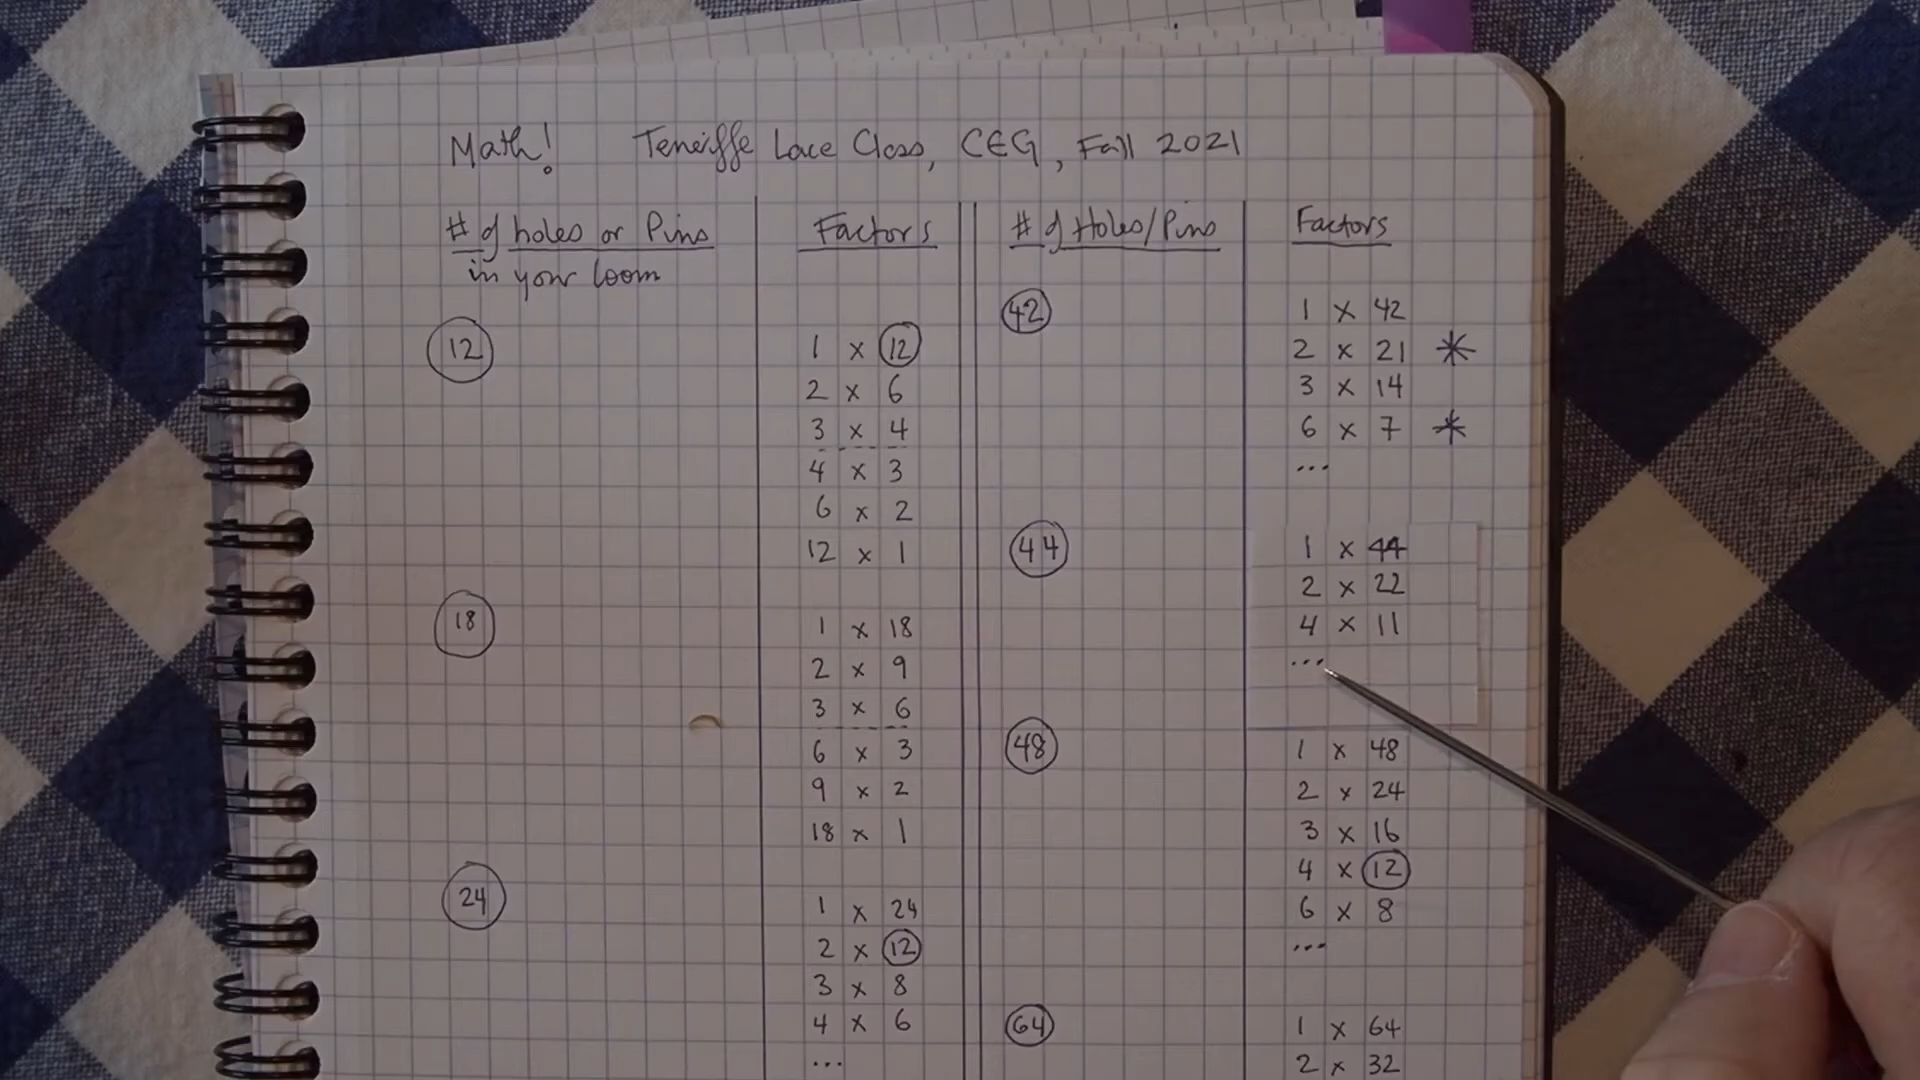 Math! Teneriffe Lace Class, CEG, Fall 2021
# of holes or Pins
in your loom
Factors
12
1 x 12
2 x 6
3 x 4
4 x 3
6 x 2
12 x 1
18
1 x 18
2 x 9
3 x 6
6 x 3
9 x 2
18 x 1
24
1 x 24
2 x 12
3 x 8
4 x 6
...
# of Holes/Pins
Factors
42
1 x 42
2 x 21 *
3 x 14
6 x 7 *
...
44
1 x 44
2 x 22
4 x 11
...
48
1 x 48
2 x 24
3 x 16
4 x 12
6 x 8
...
64
1 x 64
2 x 32